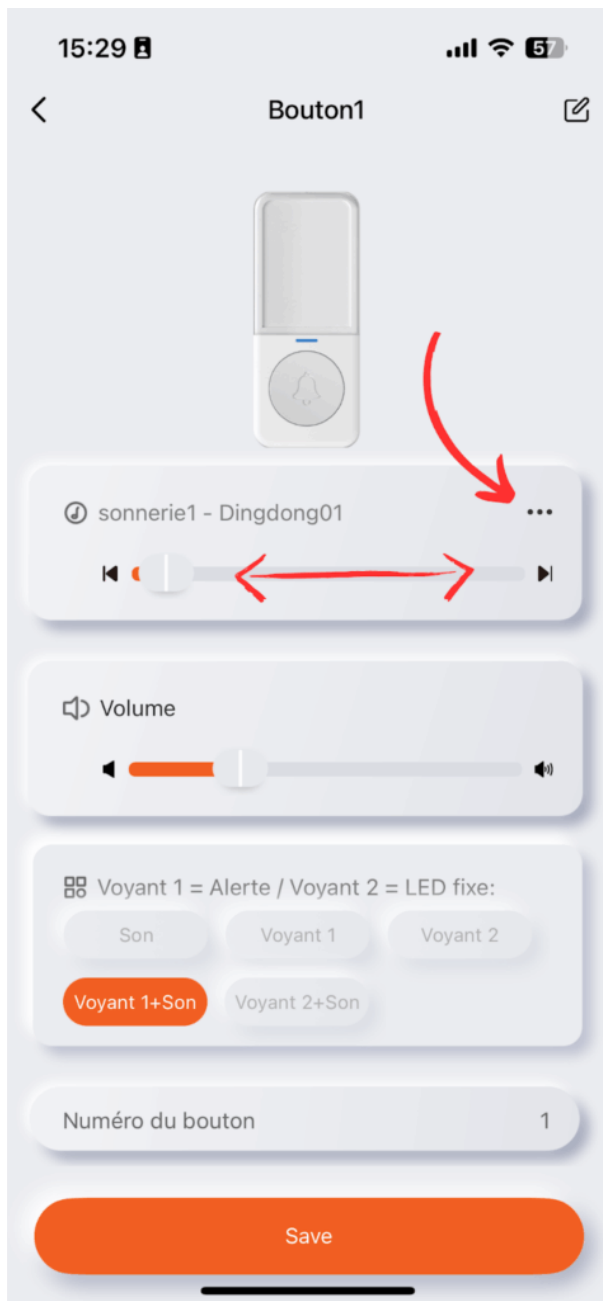 15:29
57
Bouton1
sonnerie1 - Dingdong01
Volume
Voyant 1 = Alerte / Voyant 2 = LED fixe:
Son Voyant 1 Voyant 2
Voyant 1+Son Voyant 2+Son
Numéro du bouton 1
Save